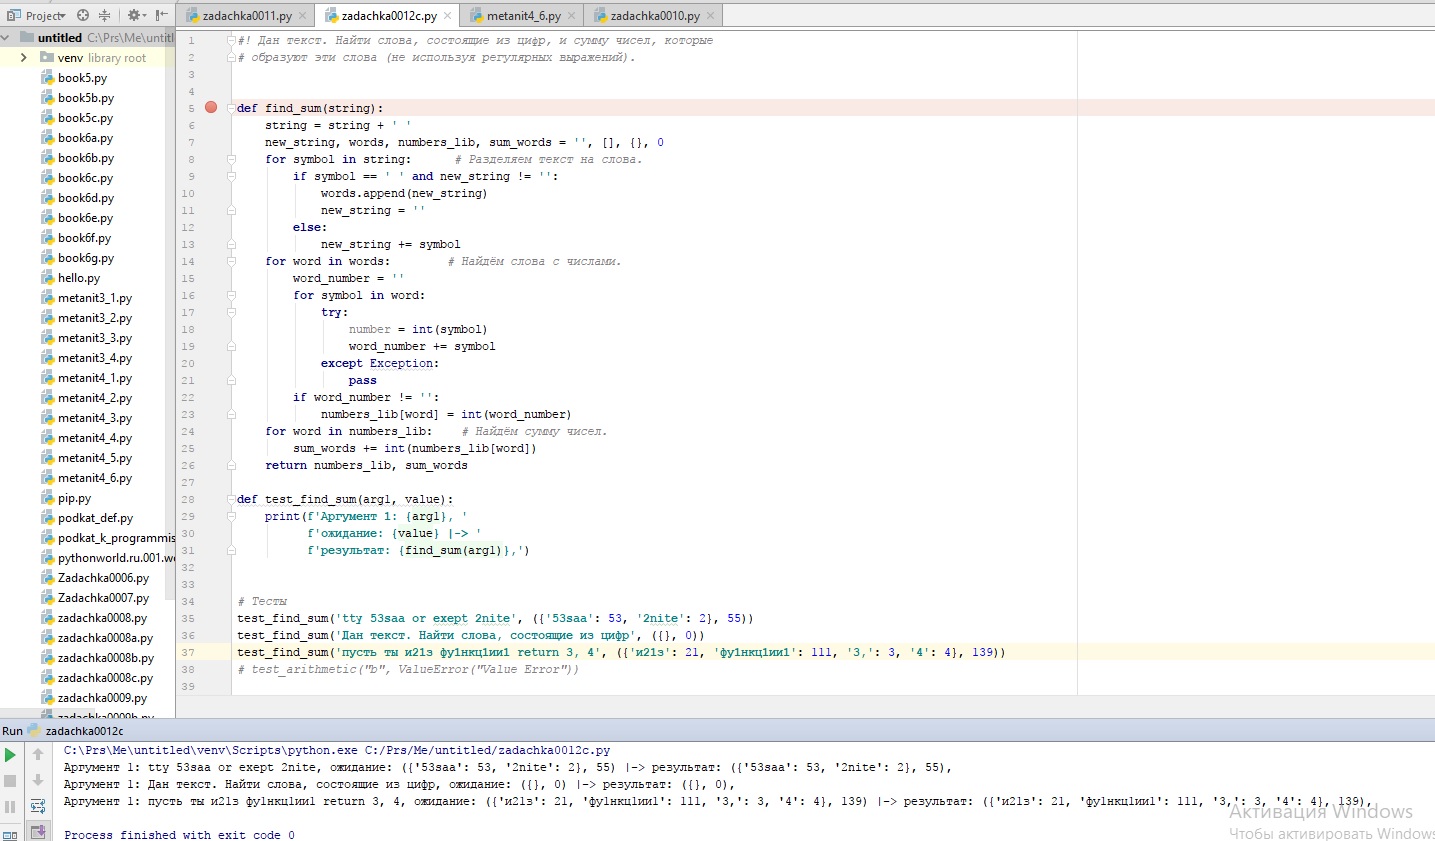 Project
zadachka0011.py
zadachka0012c.py
metanit4_6.py
zadachka0010.py
untitled C:\Prs\Me\untitl
venv library root
book5.py
book5b.py
book5c.py
book6a.py
book6b.py
book6c.py
book6d.py
book6e.py
book6f.py
book6g.py
hello.py
metanit3_1.py
metanit3_2.py
metanit3_3.py
metanit3_4.py
metanit4_1.py
metanit4_2.py
metanit4_3.py
metanit4_4.py
metanit4_5.py
metanit4_6.py
pip.py
podkat_def.py
podkat_k_programmis
pythonworld.ru.001.we
Zadachka0006.py
Zadachka0007.py
zadachka0008.py
zadachka0008a.py
zadachka0008b.py
zadachka0008c.py
zadachka0009.py
zadachka0009b.py
1 #! Дан текст. Найти слова, состоящие из цифр, и сумму чисел, которые
2 # образуют эти слова (не используя регулярных выражений).
3
4
5 def find_sum(string):
6 string = string + ' '
7 new_string, words, numbers_lib, sum_words = '', [], {}, 0
8 for symbol in string: # Разделяем текст на слова.
9 if symbol == ' ' and new_string != '':
10 words.append(new_string)
11 new_string = ''
12 else:
13 new_string += symbol
14 for word in words: # Найдём слова с числами.
15 word_number = ''
16 for symbol in word:
17 try:
18 number = int(symbol)
19 word_number += symbol
20 except Exception:
21 pass
22 if word_number != '':
23 numbers_lib[word] = int(word_number)
24 for word in numbers_lib: # Найдём сумму чисел.
25 sum_words += int(numbers_lib[word])
26 return numbers_lib, sum_words
27
28 def test_find_sum(arg1, value):
29 print(f'Аргумент 1: {arg1}, '
30 f'ожидание: {value} |-> '
31 f'результат: {find_sum(arg1)},')
32
33
34 # Тесты
35 test_find_sum('tty 53saa or exept 2nite', ({'53saa': 53, '2nite': 2}, 55))
36 test_find_sum('Дан текст. Найти слова, состоящие из цифр', ({}, 0))
37 test_find_sum('пусть ты и21з фу1нкц1ии1 return 3, 4', ({'и21з': 21, 'фу1нкц1ии1': 111, '3,': 3, '4': 4}, 139))
38 # test_arithmetic("b", ValueError("Value Error"))
39
Run zadachka0012c
C:\Prs\Me\untitled\venv\Scripts\python.exe C:/Prs/Me/untitled/zadachka0012c.py
Аргумент 1: tty 53saa or exept 2nite, ожидание: ({'53saa': 53, '2nite': 2}, 55) |-> результат: ({'53saa': 53, '2nite': 2}, 55),
Аргумент 1: Дан текст. Найти слова, состоящие из цифр, ожидание: ({}, 0) |-> результат: ({}, 0),
Аргумент 1: пусть ты и21з фу1нкц1ии1 return 3, 4, ожидание: ({'и21з': 21, 'фу1нкц1ии1': 111, '3,': 3, '4': 4}, 139) |-> результат: ({'и21з': 21, 'фу1нкц1ии1': 111, '3,': 3, '4': 4}, 139),
Активация Windows
Process finished with exit code 0
Чтобы активировать Windows